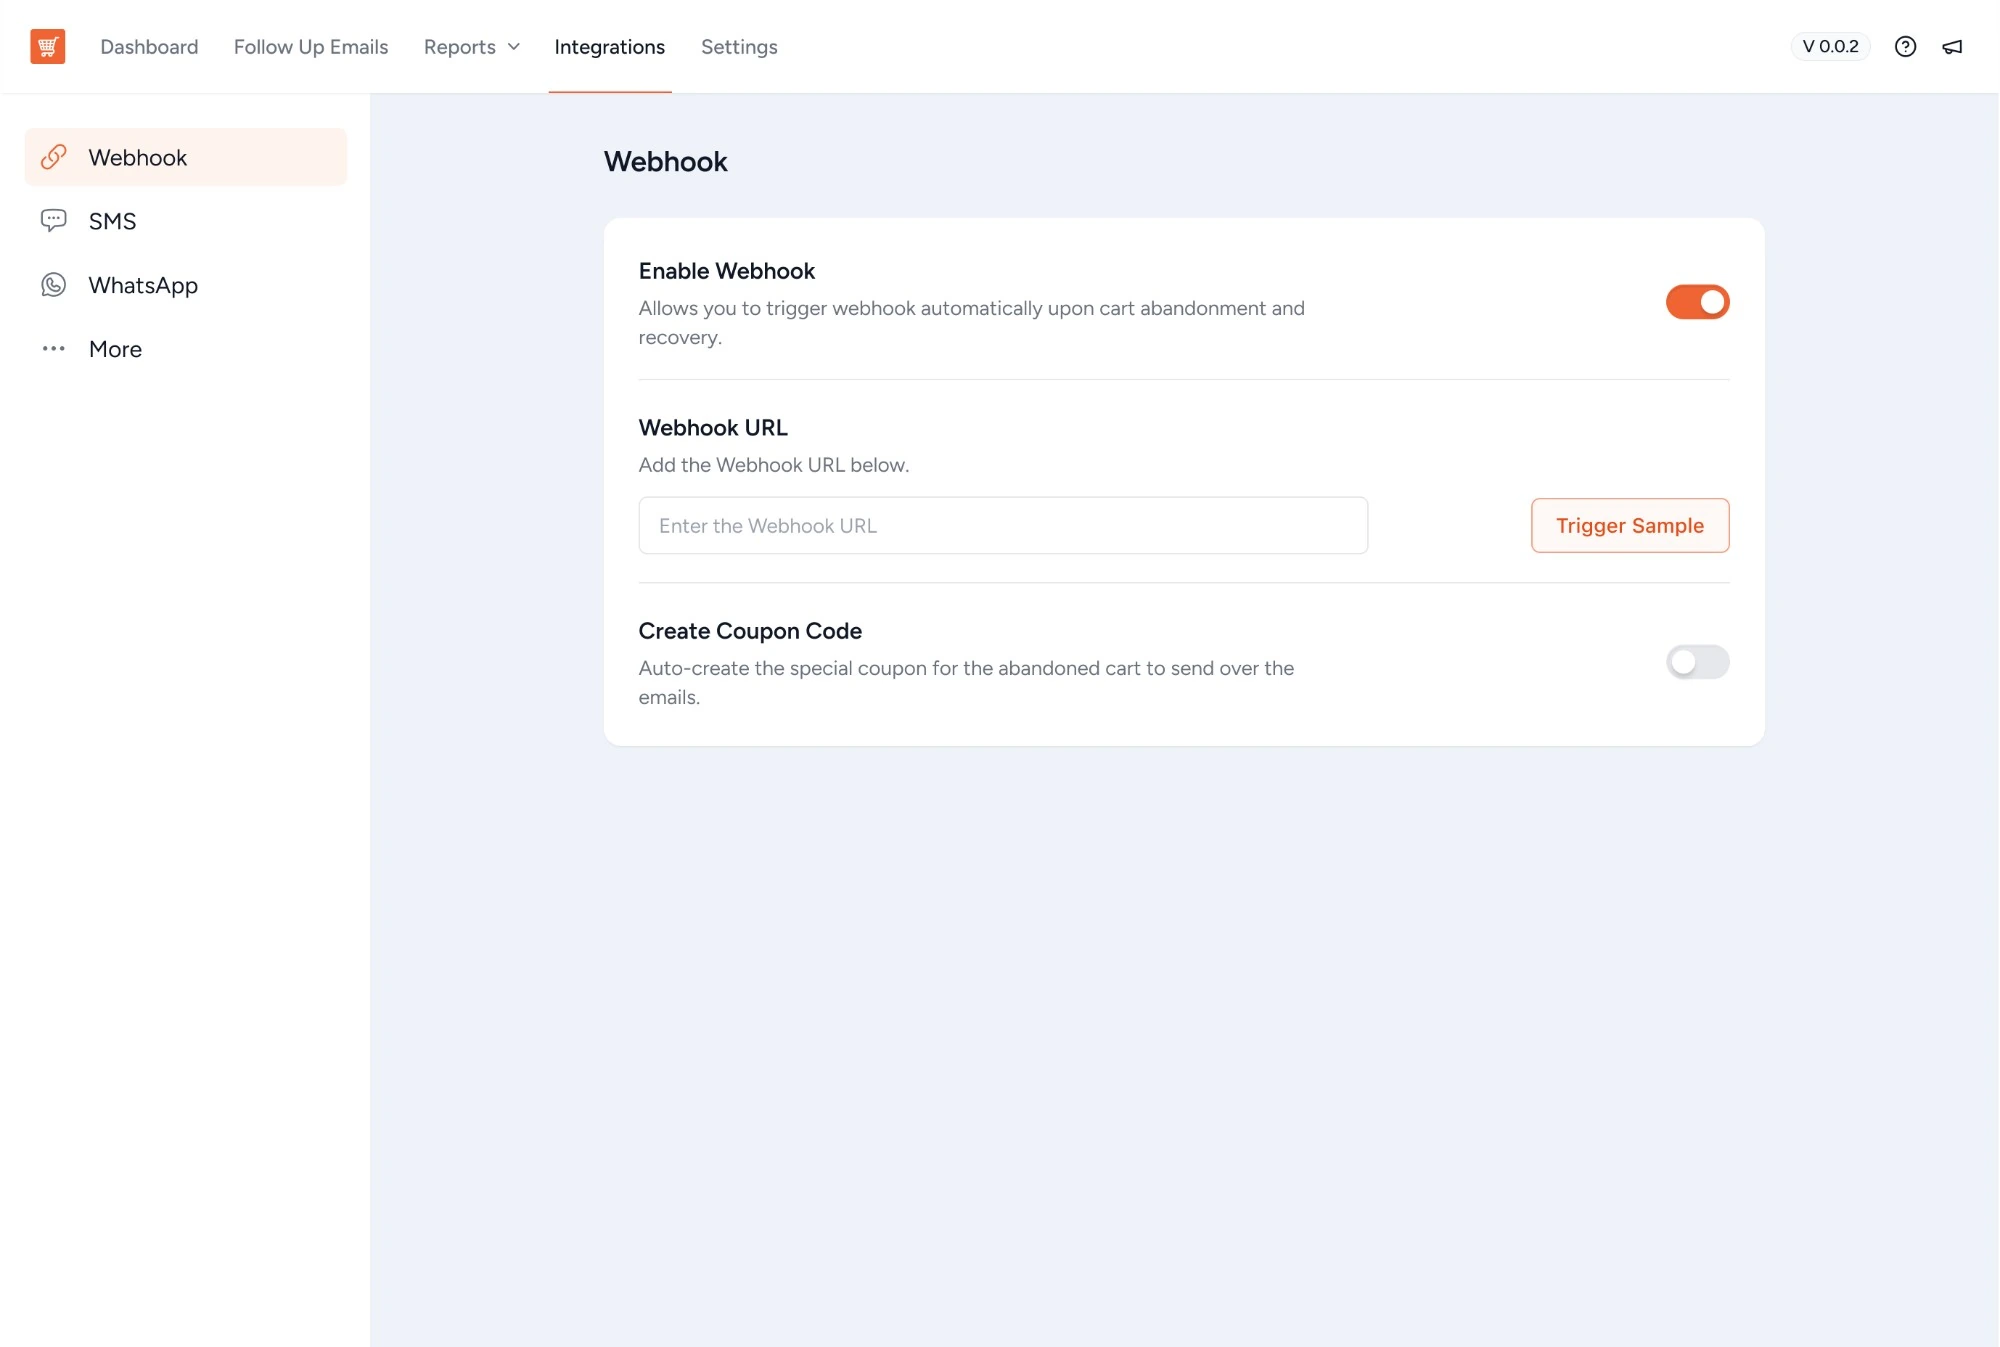 Dashboard
Follow Up Emails
Reports
Integrations
Settings
V 0.0.2
Webhook
SMS
WhatsApp
More
Webhook
Enable Webhook
Allows you to trigger webhook automatically upon cart abandonment and
recovery.
Webhook URL
Add the Webhook URL below.
Enter the Webhook URL
Trigger Sample
Create Coupon Code
Auto-create the special coupon for the abandoned cart to send over the
emails.